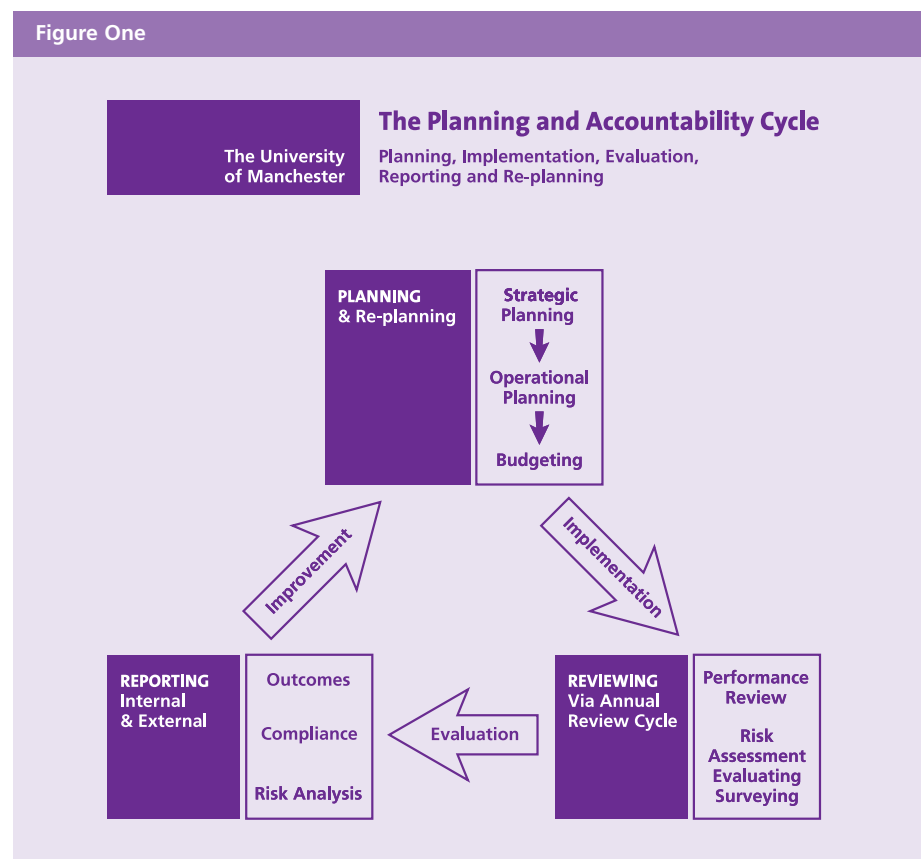 Figure One
The University
of Manchester
The Planning and Accountability Cycle
Planning, Implementation, Evaluation,
Reporting and Re-planning
PLANNING
& Re-planning
Strategic
Planning
Operational
Planning
Budgeting
Improvement
Implementation
REPORTING
Internal
& External
Outcomes
Compliance
Risk Analysis
Evaluation
REVIEWING
Via Annual
Review Cycle
Performance
Review
Risk
Assessment
Evaluating
Surveying